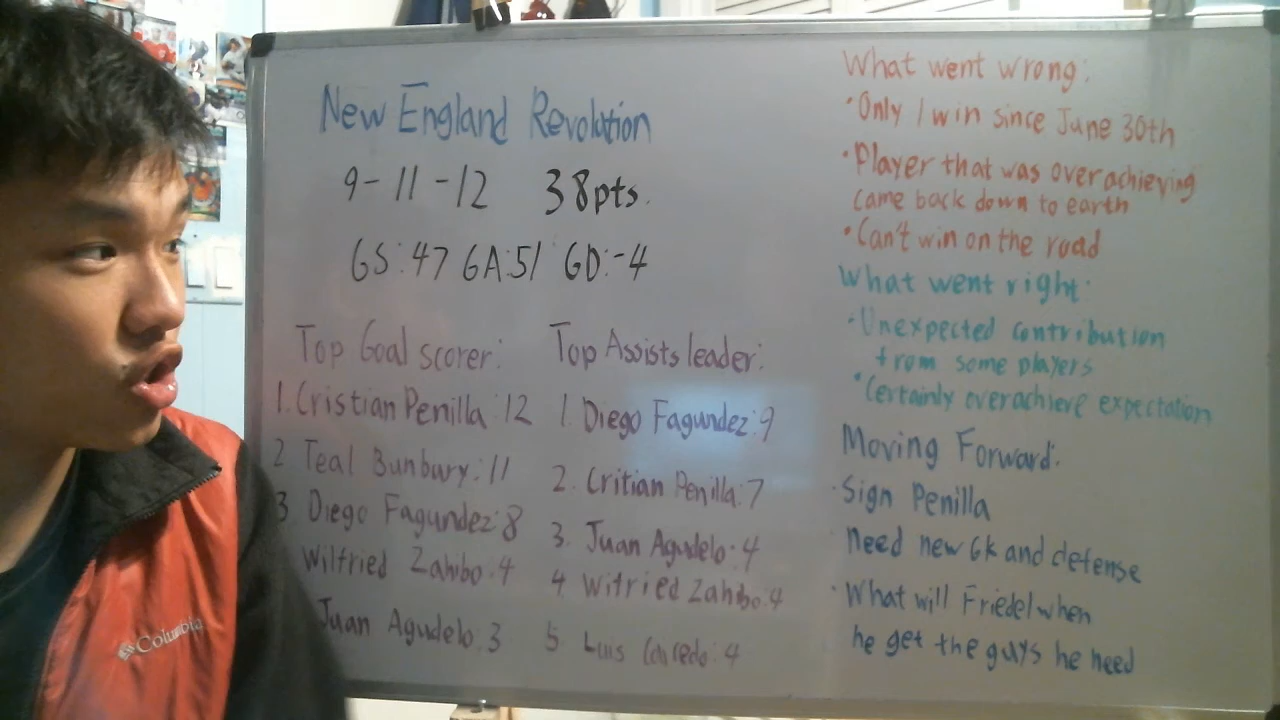 New England Revolution
9-11-12 38pts.
GS:47 GA:51 GD:-4
Top Goal scorer:
1. Cristian Penilla:12
2 Teal Bunbury:11
3 Diego Fagundez:8
Wilfried Zahibo.4
Juan Agudelo.3
Top Assists leader:
1. Diego Fagundez:9
2. Critian Penilla:7
3. Juan Agudelo:4
4 Witried Zahibo.4
5. Luis :4
What went wrong:
•Only 1 win since June 30th
•Player that was overachieving
came back down to earth
•Can't win on the road
What went right:
•Unexpected contribution
from some players
•Certainly overachieve expectation
Moving Forward:
•Sign Penilla
•Need new GK and defense
•What will Friedel when
he get the guys he need
Columbia